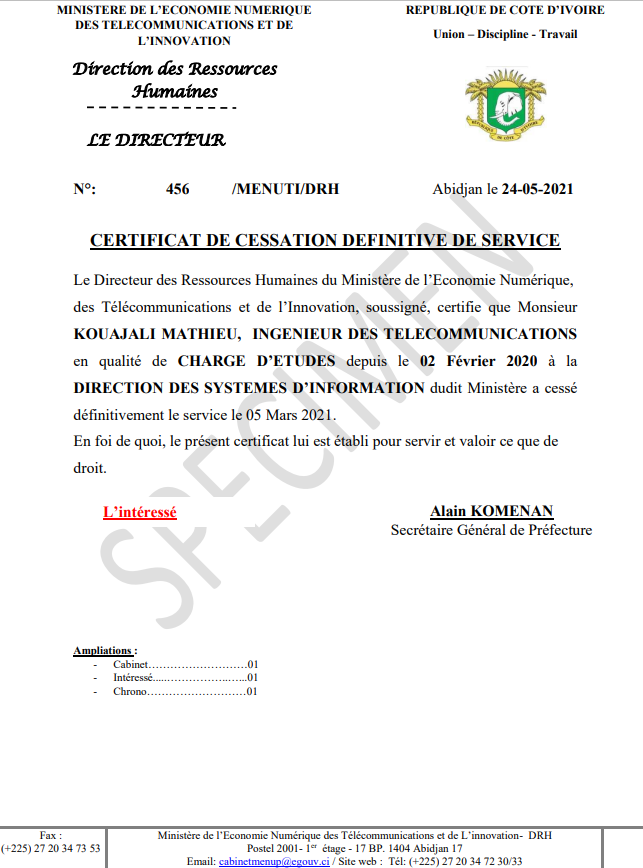 MINISTERE DE L’ECONOMIE NUMERIQUE
DES TELECOMMUNICATIONS ET DE
L’INNOVATION
Direction des Ressources
Humaines
LE DIRECTEUR
REPUBLIQUE DE COTE D’IVOIRE
Union – Discipline - Travail
REPUBLIQUE DE COTE D'IVOIRE
N°: 456 /MENUTI/DRH Abidjan le 24-05-2021
CERTIFICAT DE CESSATION DEFINITIVE DE SERVICE
Le Directeur des Ressources Humaines du Ministère de l’Economie Numérique,
des Télécommunications et de l’Innovation, soussigné, certifie que Monsieur
KOUAJALI MATHIEU, INGENIEUR DES TELECOMMUNICATIONS
en qualité de CHARGE D’ETUDES depuis le 02 Février 2020 à la
DIRECTION DES SYSTEMES D’INFORMATION dudit Ministère a cessé
définitivement le service le 05 Mars 2021.
En foi de quoi, le présent certificat lui est établi pour servir et valoir ce que de
droit.
SPECIMEN
L’intéressé
Alain KOMENAN
Secrétaire Général de Préfecture
Ampliations :
- Cabinet………………………01
- Intéressé.....……………..…..01
- Chrono………………………01
Fax :
(+225) 27 20 34 73 53
Ministère de l’Economie Numérique des Télécommunications et de L’innovation- DRH
Postel 2001- 1er étage - 17 BP. 1404 Abidjan 17
Email: cabinetmenup@egouv.ci / Site web : Tél: (+225) 27 20 34 72 30/33